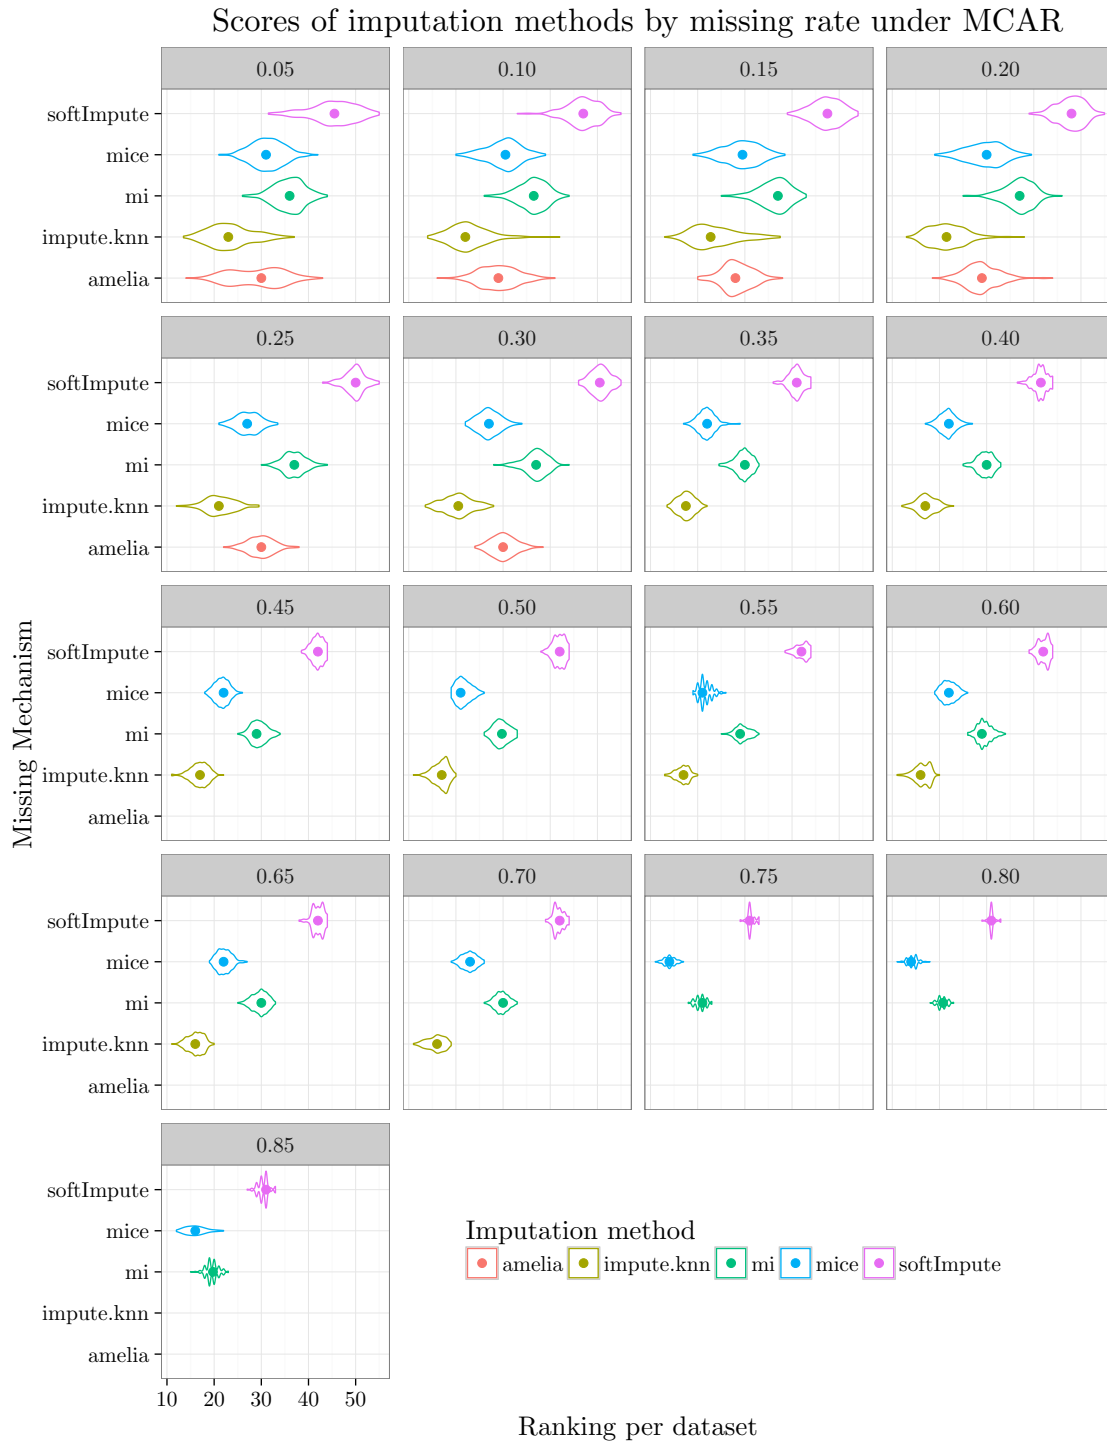 Scores of imputation methods by missing rate under MCAR
0.05 0.10 0.15 0.20
softImpute
mice
mi
impute.knn
amelia
0.25 0.30 0.35 0.40
softImpute
mice
mi
impute.knn
amelia
Missing Mechanism
0.45 0.50 0.55 0.60
softImpute
mice
mi
impute.knn
amelia
0.65 0.70 0.75 0.80
softImpute
mice
mi
impute.knn
amelia
0.85
softImpute
mice
mi
impute.knn
amelia
10 20 30 40 50
Imputation method
amelia impute.knn mi mice softImpute
Ranking per dataset